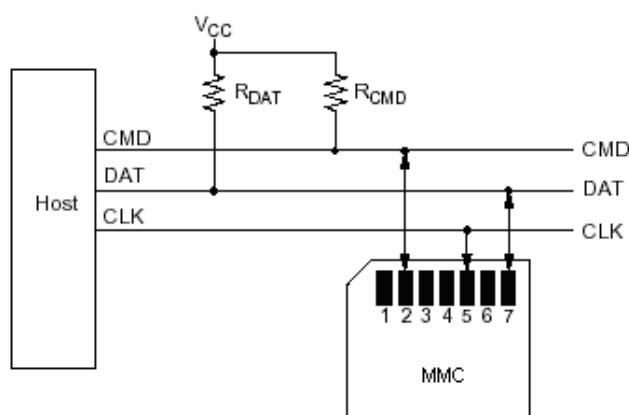 VCC
RDAT
RCMD
CMD
CMD
DAT
DAT
Host
CLK
CLK
1 2 3 4 5 6 7
MMC